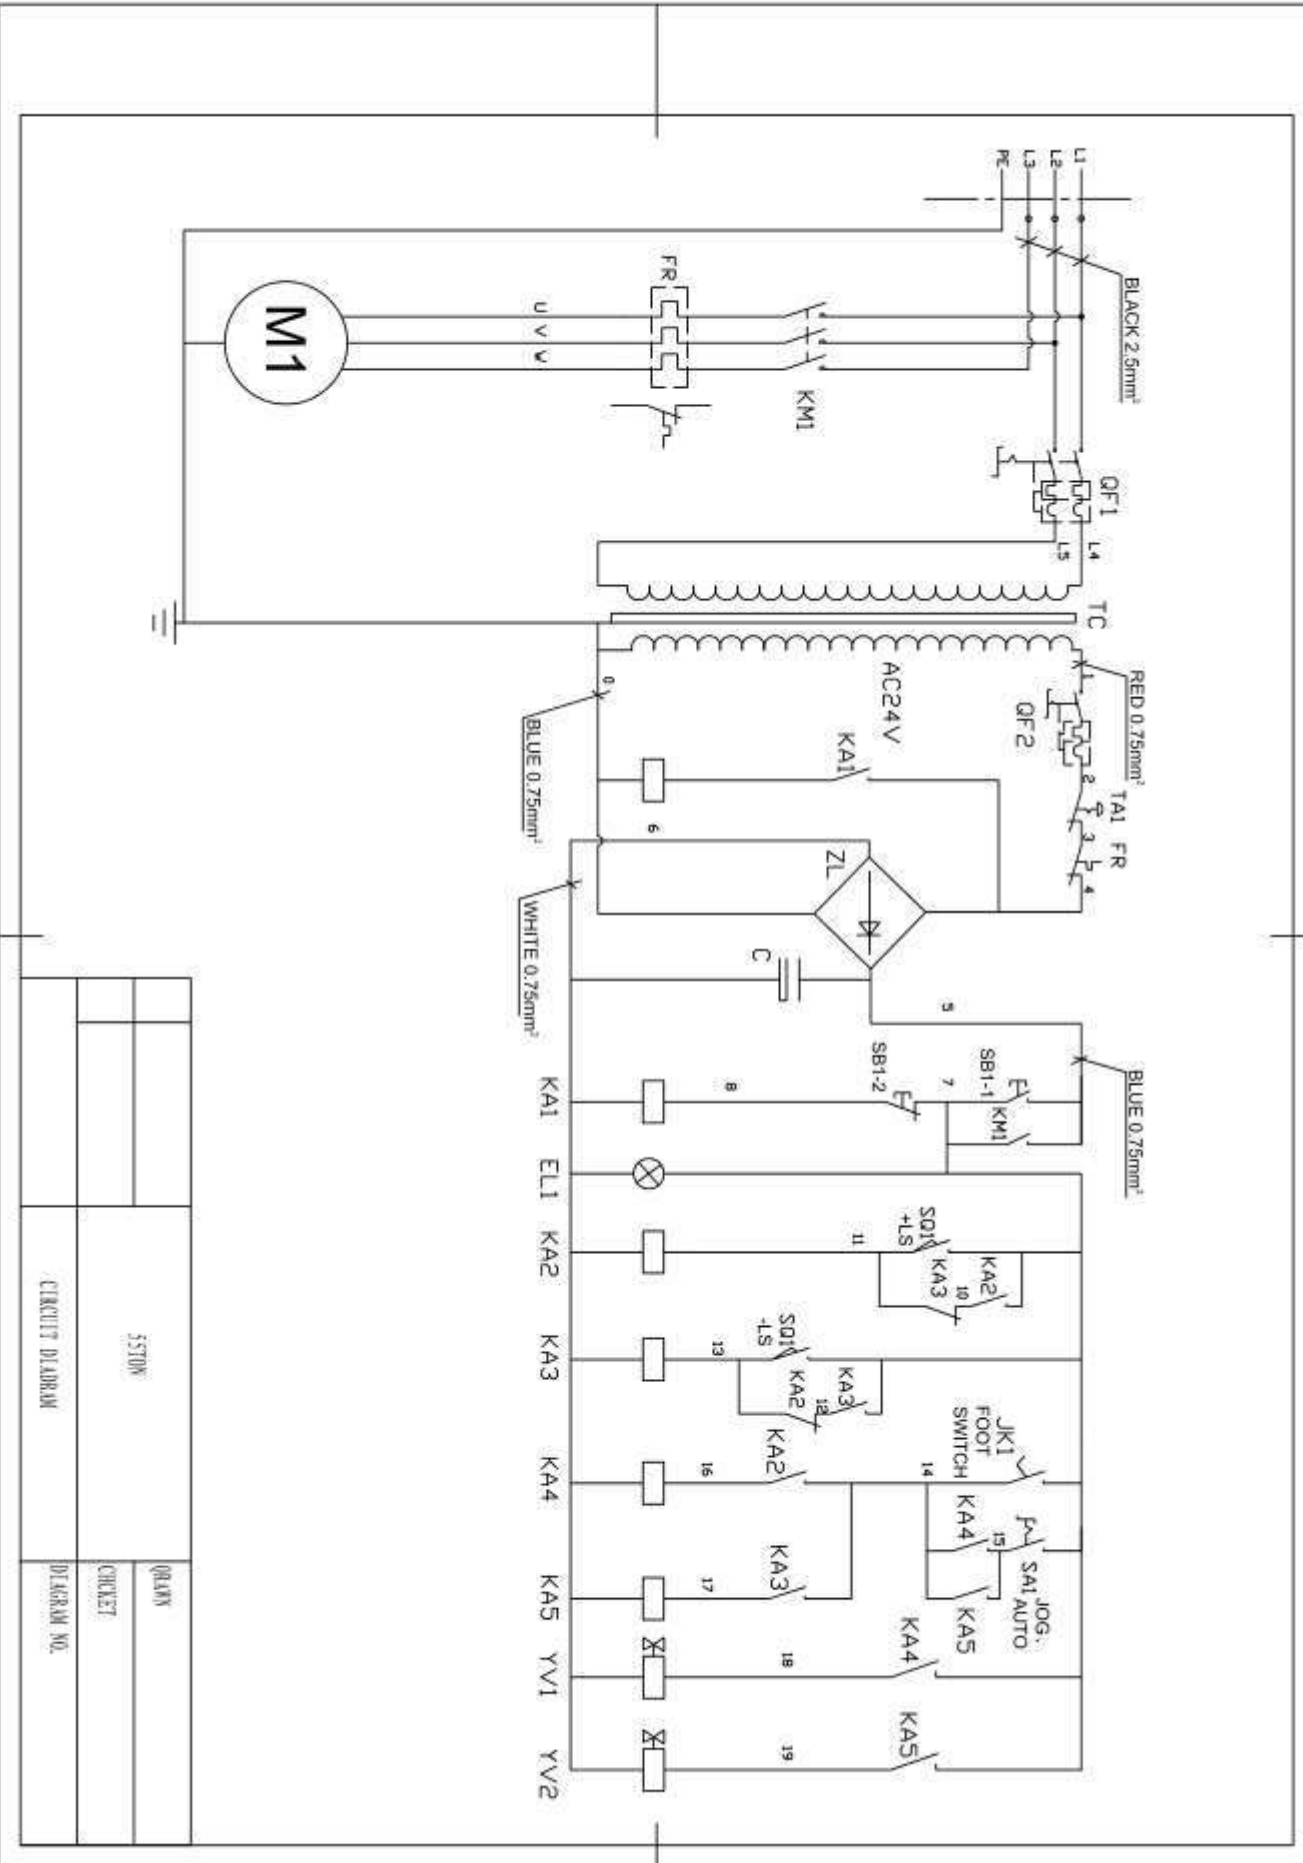 L1
L2
L3
PE
BLACK 2.5mm²
QF1
L4
L5
TC
RED 0.75mm²
1
QF2
2
TA1
3
FR
4
BLUE 0.75mm²
KM1
FR
U
V
W
M1
AC24V
0
BLUE 0.75mm²
KA1
6
ZL
WHITE 0.75mm²
C
5
SB1-1
KM1
7
SB1-2
8
SQ1
+LS
KA2
10
KA3
11
SQ1
-LS
KA3
12
KA2
13
JK1
FOOT
SWITCH
JOG.
SA1 AUTO
15
KA4
KA5
14
KA2
16
KA3
17
KA4
18
KA5
19
KA1
EL1
KA2
KA3
KA4
KA5
YV1
YV2
55TON
CIRCUIT DIADRAM
QRAWN
CHCKET
DIAGRAM NO.